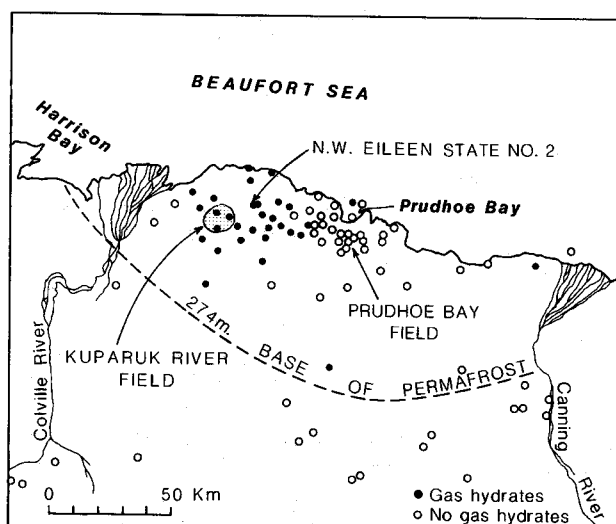 BEAUFORT SEA
Harrison
Bay
N.W. EILEEN STATE NO. 2
Prudhoe Bay
PRUDHOE BAY
FIELD
KUPARUK RIVER
FIELD
274m. BASE OF PERMAFROST
Colville River
Canning
River
0 50 Km
Gas hydrates
No gas hydrates